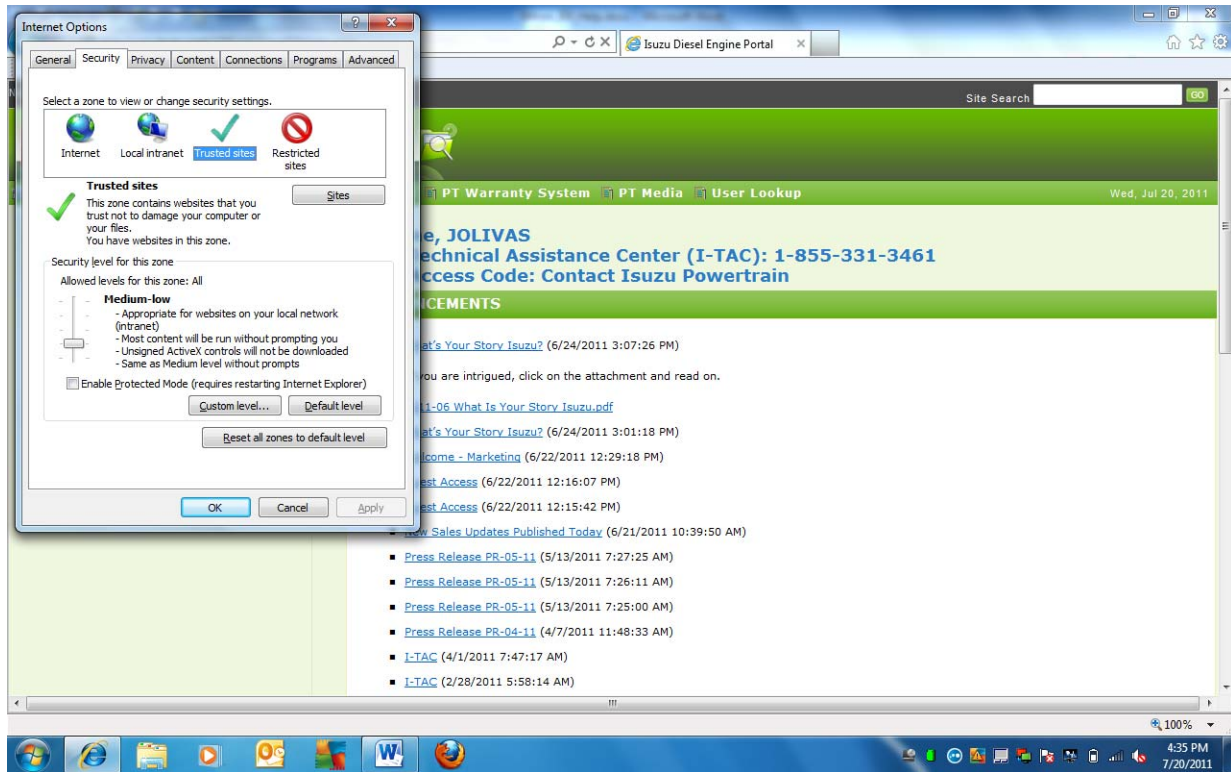 Internet Options
General Security Privacy Content Connections Programs Advanced
Select a zone to view or change security settings.
Internet
Local intranet
Trusted sites
Restricted
sites
Trusted sites
This zone contains websites that you
trust not to damage your computer or
your files.
You have websites in this zone.
Sites
Security level for this zone
Allowed levels for this zone: All
Medium-low
- Appropriate for websites on your local network
(intranet)
- Most content will be run without prompting you
- Unsigned ActiveX controls will not be downloaded
- Same as Medium level without prompts
Enable Protected Mode (requires restarting Internet Explorer)
Custom level...
Default level
Reset all zones to default level
OK
Cancel
Apply
Isuzu Diesel Engine Portal
Site Search
GO
PT Warranty System PT Media User Lookup
Wed, Jul 20, 2011
e, JOLIVAS
echnical Assistance Center (I-TAC): 1-855-331-3461
ccess Code: Contact Isuzu Powertrain
CEMENTS
at's Your Story Isuzu? (6/24/2011 3:07:26 PM)
you are intrigued, click on the attachment and read on.
11-06 What Is Your Story Isuzu.pdf
at's Your Story Isuzu? (6/24/2011 3:01:18 PM)
lcome - Marketing (6/22/2011 12:29:18 PM)
est Access (6/22/2011 12:16:07 PM)
est Access (6/22/2011 12:15:42 PM)
New Sales Updates Published Today (6/21/2011 10:39:50 AM)
Press Release PR-05-11 (5/13/2011 7:27:25 AM)
Press Release PR-05-11 (5/13/2011 7:26:11 AM)
Press Release PR-05-11 (5/13/2011 7:25:00 AM)
Press Release PR-04-11 (4/7/2011 11:48:33 AM)
I-TAC (4/1/2011 7:47:17 AM)
I-TAC (2/28/2011 5:58:14 AM)
100%
4:35 PM
7/20/2011